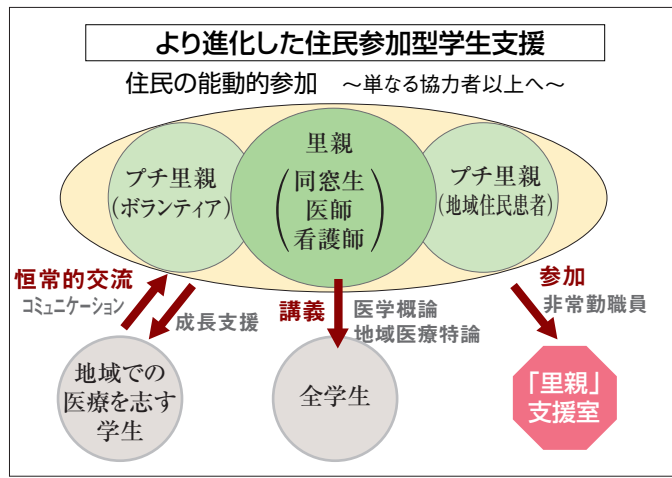 より進化した住民参加型学生支援
住民の能動的参加 ～単なる協力者以上へ～
プチ里親
(ボランティア)
里親
(同窓生
医師
看護師)
プチ里親
(地域住民患者)
恒常的交流
コミュニケーション
成長支援
講義
医学概論
地域医療特論
参加
非常勤職員
地域での
医療を志す
学生
全学生
「里親」
支援室